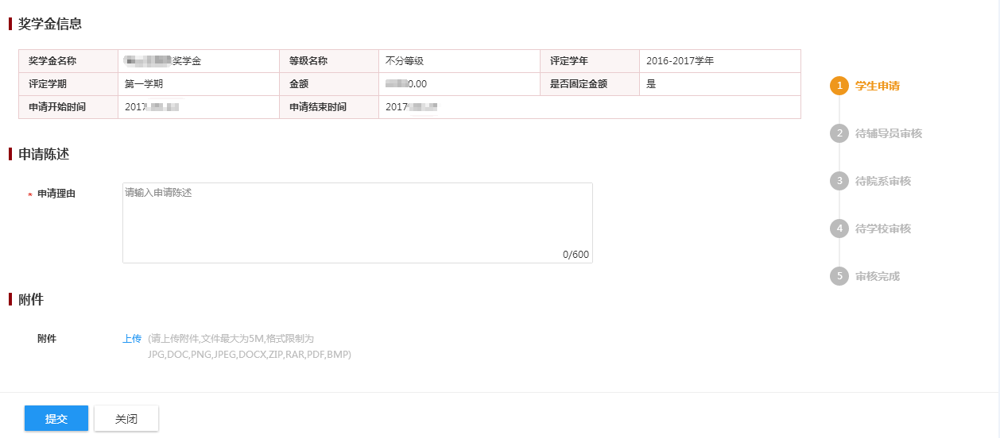 奖学金信息
奖学金名称 奖学金 等级名称 不分等级 评定学年 2016-2017学年
评定学期 第一学期 金额 0.00 是否固定金额 是
申请开始时间 2017 申请结束时间 2017
1 学生申请
2 待辅导员审核
3 待院系审核
4 待学校审核
5 审核完成
申请陈述
* 申请理由 请输入申请陈述
0/600
附件
附件 上传 (请上传附件,文件最大为5M,格式限制为
JPG,DOC,PNG,JPEG,DOCX,ZIP,RAR,PDF,BMP)
提交 关闭